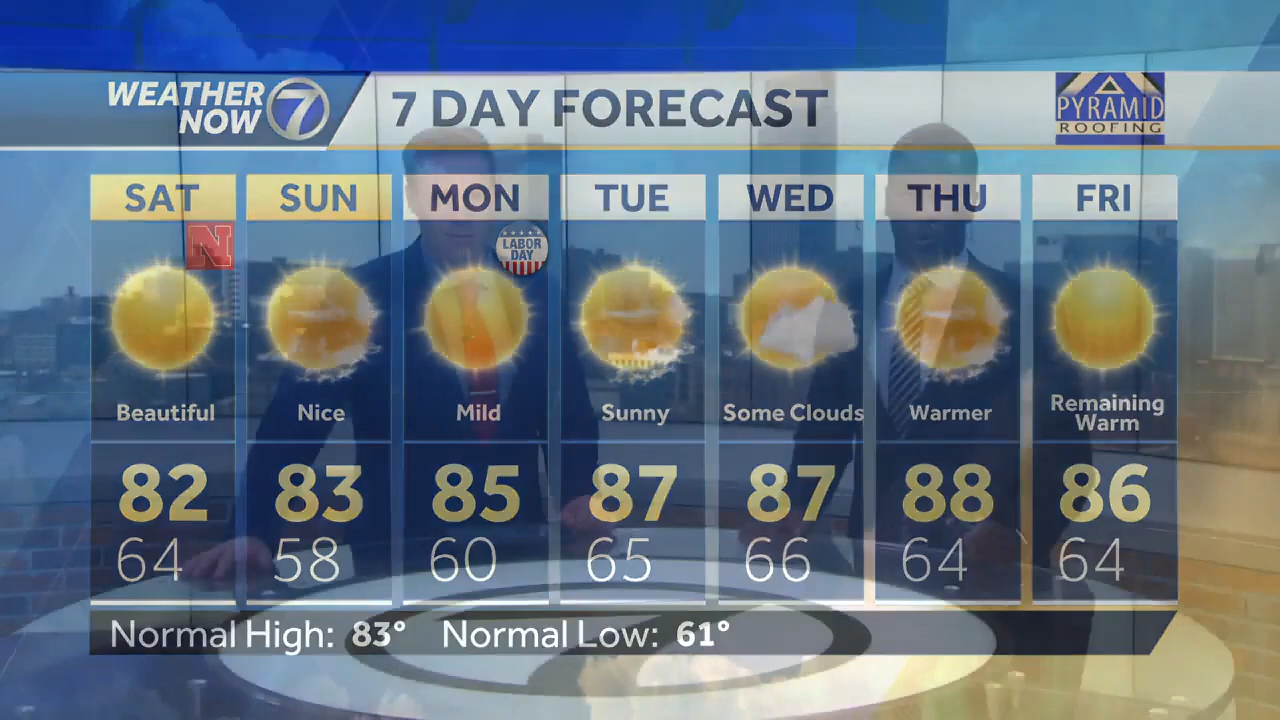 WEATHER
NOW 7
7 DAY FORECAST
PYRAMID
ROOFING
SAT SUN MON TUE WED THU FRI
N
LABOR
DAY
Beautiful Nice Mild Sunny Some Clouds Warmer Remaining
Warm
82 83 85 87 87 88 86
64 58 60 65 66 64 64
Normal High: 83° Normal Low: 61°